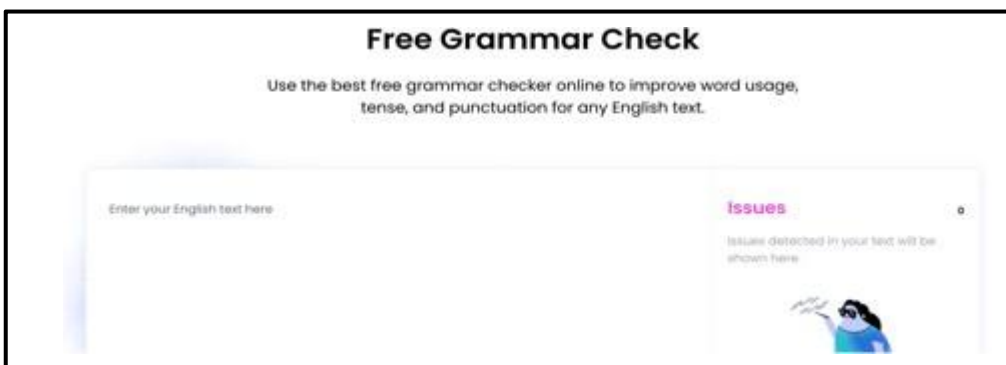 Free Grammar Check
Use the best free grammar checker online to improve word usage,
tense, and punctuation for any English text.
Enter your English text here
Issues
0
Issues detected in your text will be
shown here